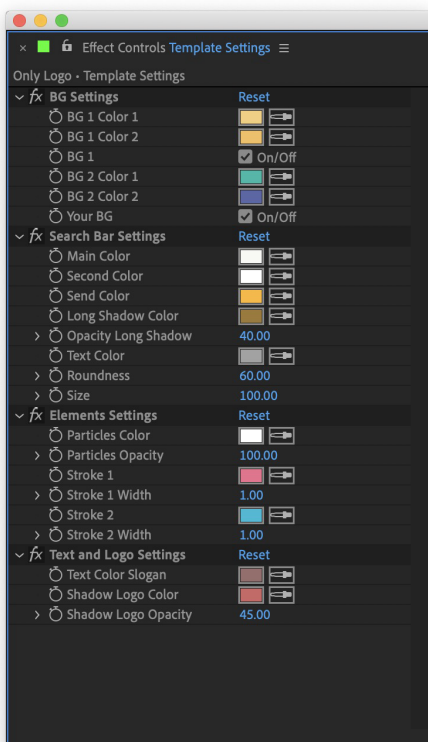 Effect Controls Template Settings
Only Logo • Template Settings
fx BG Settings Reset
BG 1 Color 1
BG 1 Color 2
BG 1 On/Off
BG 2 Color 1
BG 2 Color 2
Your BG On/Off
fx Search Bar Settings Reset
Main Color
Second Color
Send Color
Long Shadow Color
Opacity Long Shadow 40.00
Text Color
Roundness 60.00
Size 100.00
fx Elements Settings Reset
Particles Color
Particles Opacity 100.00
Stroke 1
Stroke 1 Width 1.00
Stroke 2
Stroke 2 Width 1.00
fx Text and Logo Settings Reset
Text Color Slogan
Shadow Logo Color
Shadow Logo Opacity 45.00